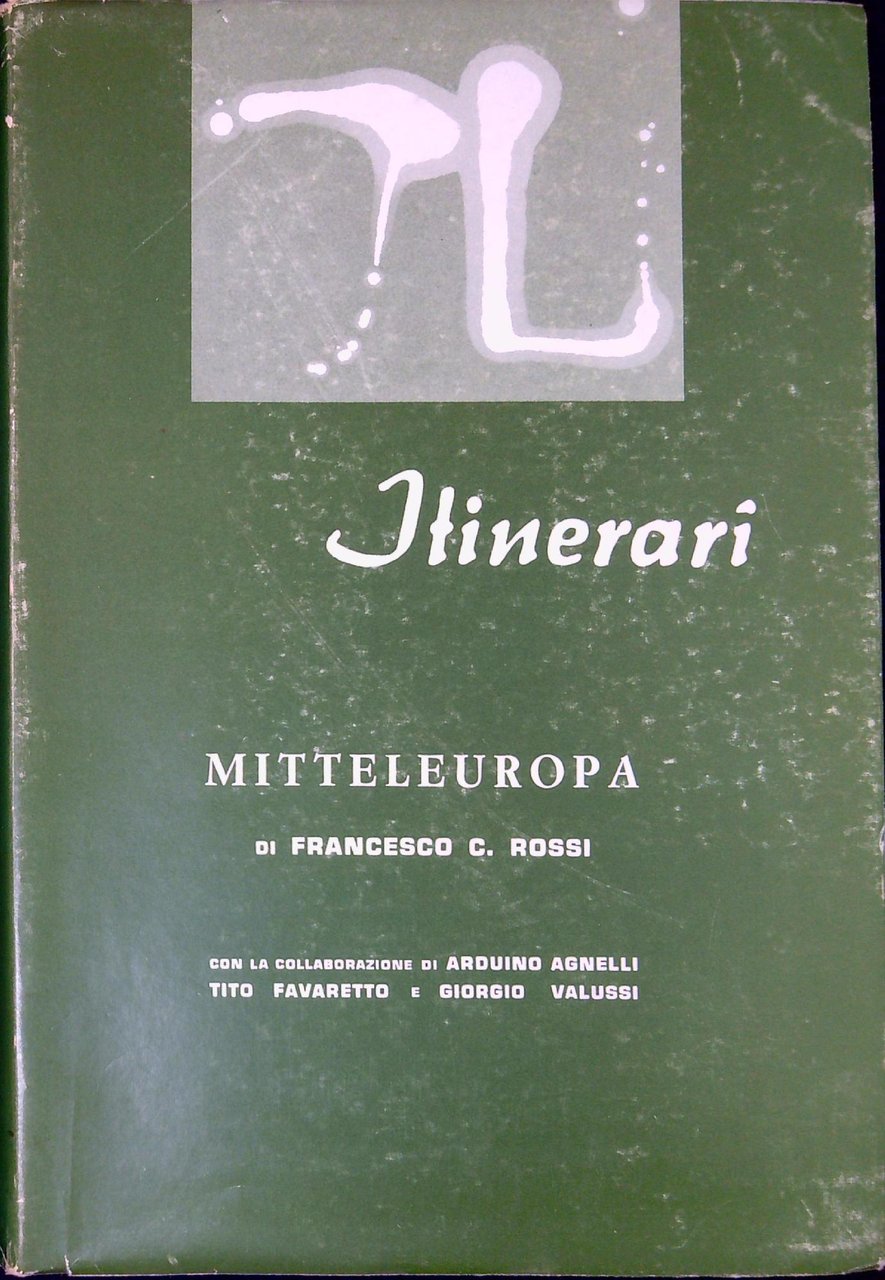 Itinerari
MITTELEUROPA
DI FRANCESCO C. ROSSI
CON LA COLLABORAZIONE DI ARDUINO AGNELLI
TITO FAVARETTO E GIORGIO VALUSSI